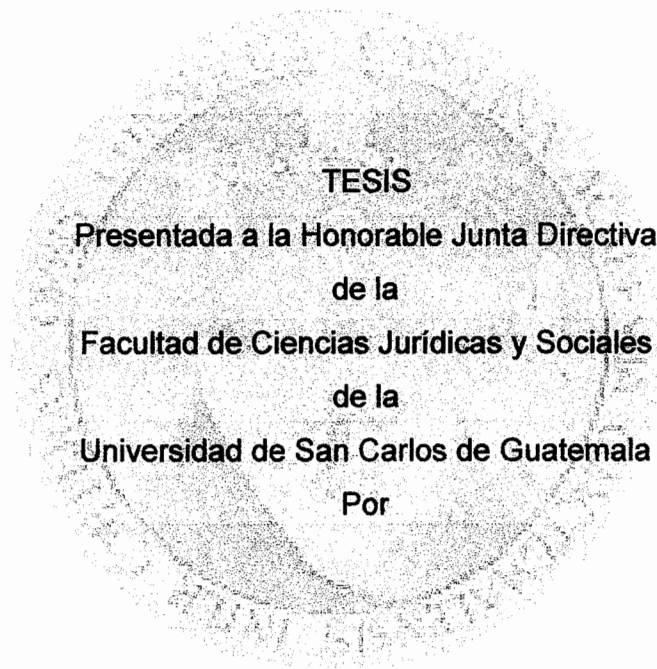 TESIS
Presentada a la Honorable Junta Directiva
de la
Facultad de Ciencias Jurídicas y Sociales
de la
Universidad de San Carlos de Guatemala
Por